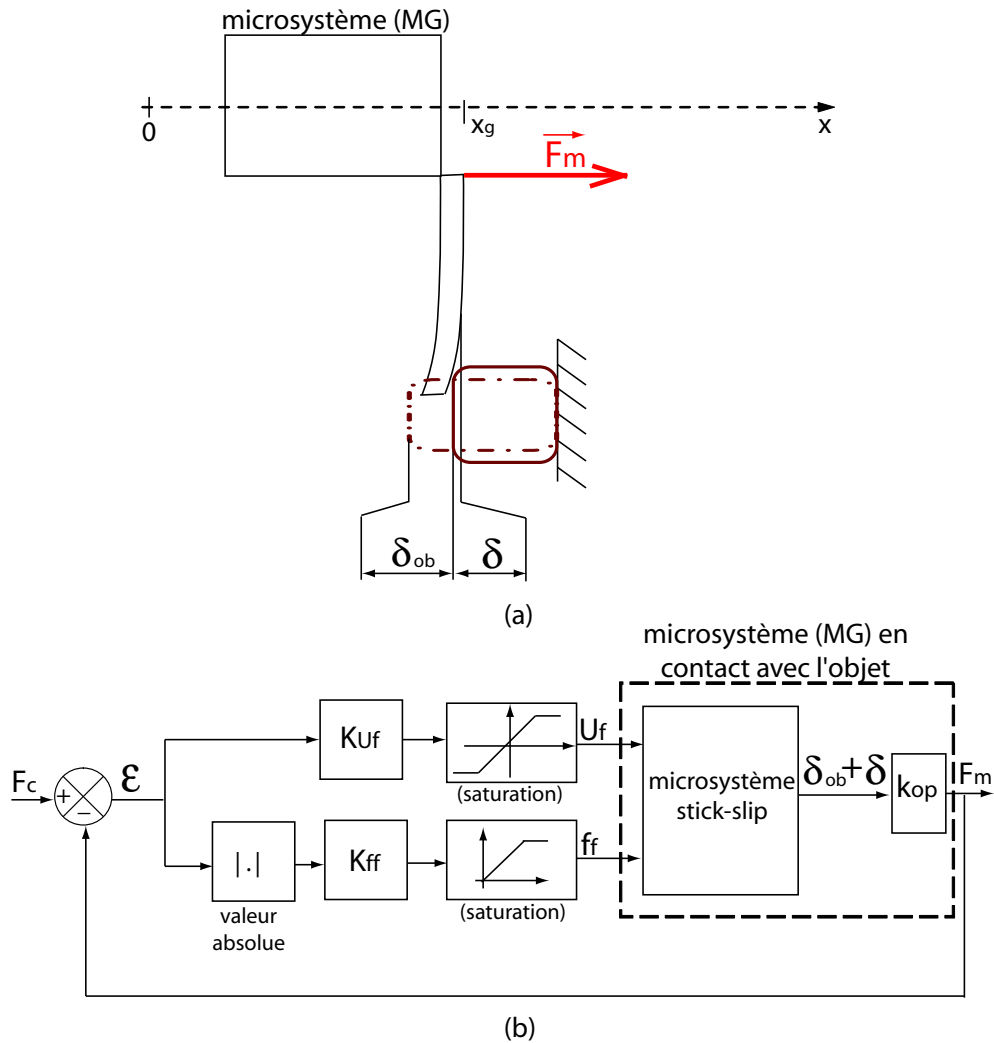 microsystème (MG)
0
xg
x
Fm
δob
δ
(a)
microsystème (MG) en
contact avec l'objet
KUf
Uf
(saturation)
Fc
+
−
ε
microsystème
stick-slip
δob+δ
kop
Fm
|.|
Kff
ff
(saturation)
valeur
absolue
(b)